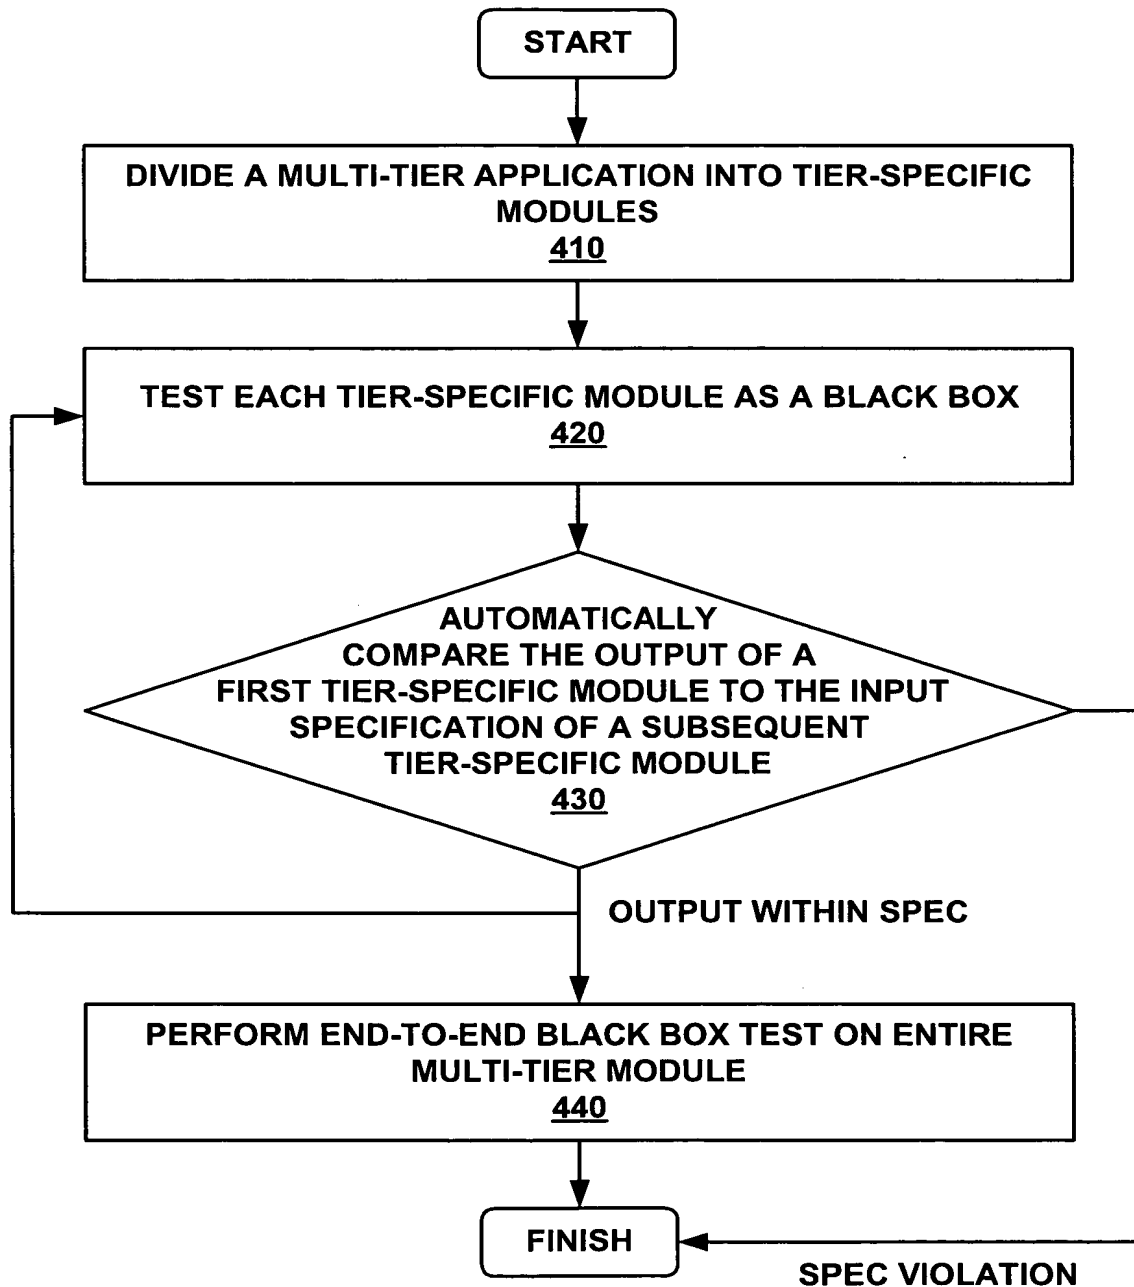 START
DIVIDE A MULTI-TIER APPLICATION INTO TIER-SPECIFIC
MODULES
410
TEST EACH TIER-SPECIFIC MODULE AS A BLACK BOX
420
AUTOMATICALLY
COMPARE THE OUTPUT OF A
FIRST TIER-SPECIFIC MODULE TO THE INPUT
SPECIFICATION OF A SUBSEQUENT
TIER-SPECIFIC MODULE
430
OUTPUT WITHIN SPEC
PERFORM END-TO-END BLACK BOX TEST ON ENTIRE
MULTI-TIER MODULE
440
FINISH
SPEC VIOLATION